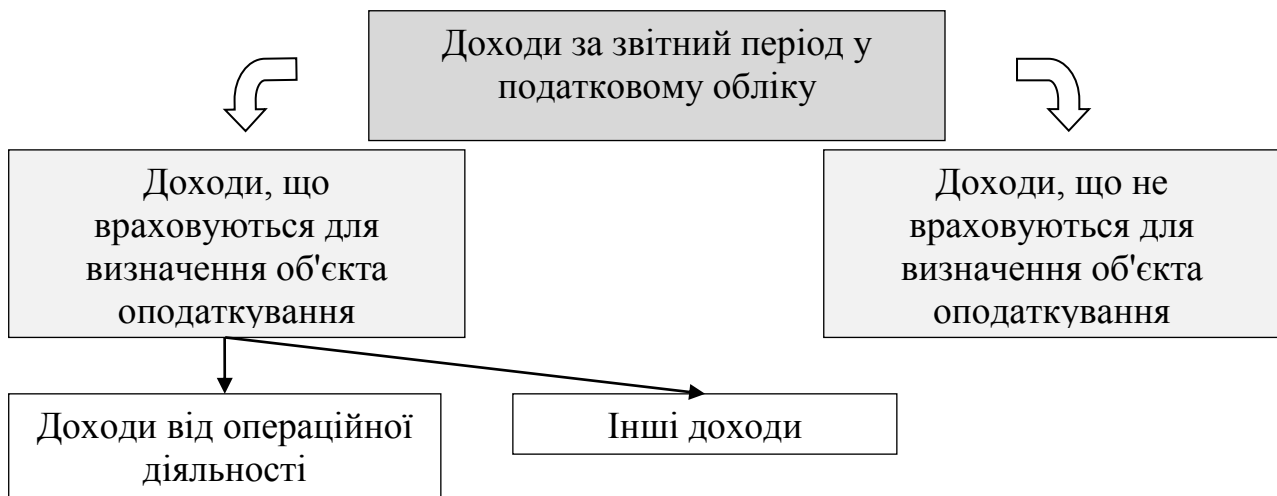 Доходи за звітний період у
податковому обліку
Доходи, що
враховуються для
визначення об'єкта
оподаткування
Доходи, що не
враховуються для
визначення об'єкта
оподаткування
Доходи від операційної
діяльності
Інші доходи